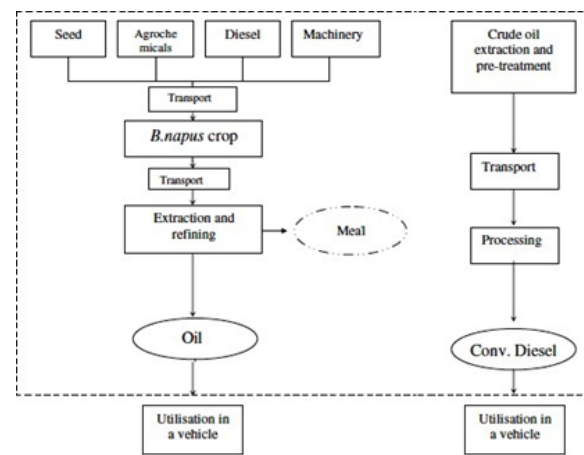 Seed
Agroche
micals
Diesel
Machinery
Transport
B.napus crop
Transport
Extraction and
refining
Meal
Oil
Utilisation in
a vehicle
Crude oil
extraction and
pre-treatment
Transport
Processing
Conv. Diesel
Utilisation in
a vehicle